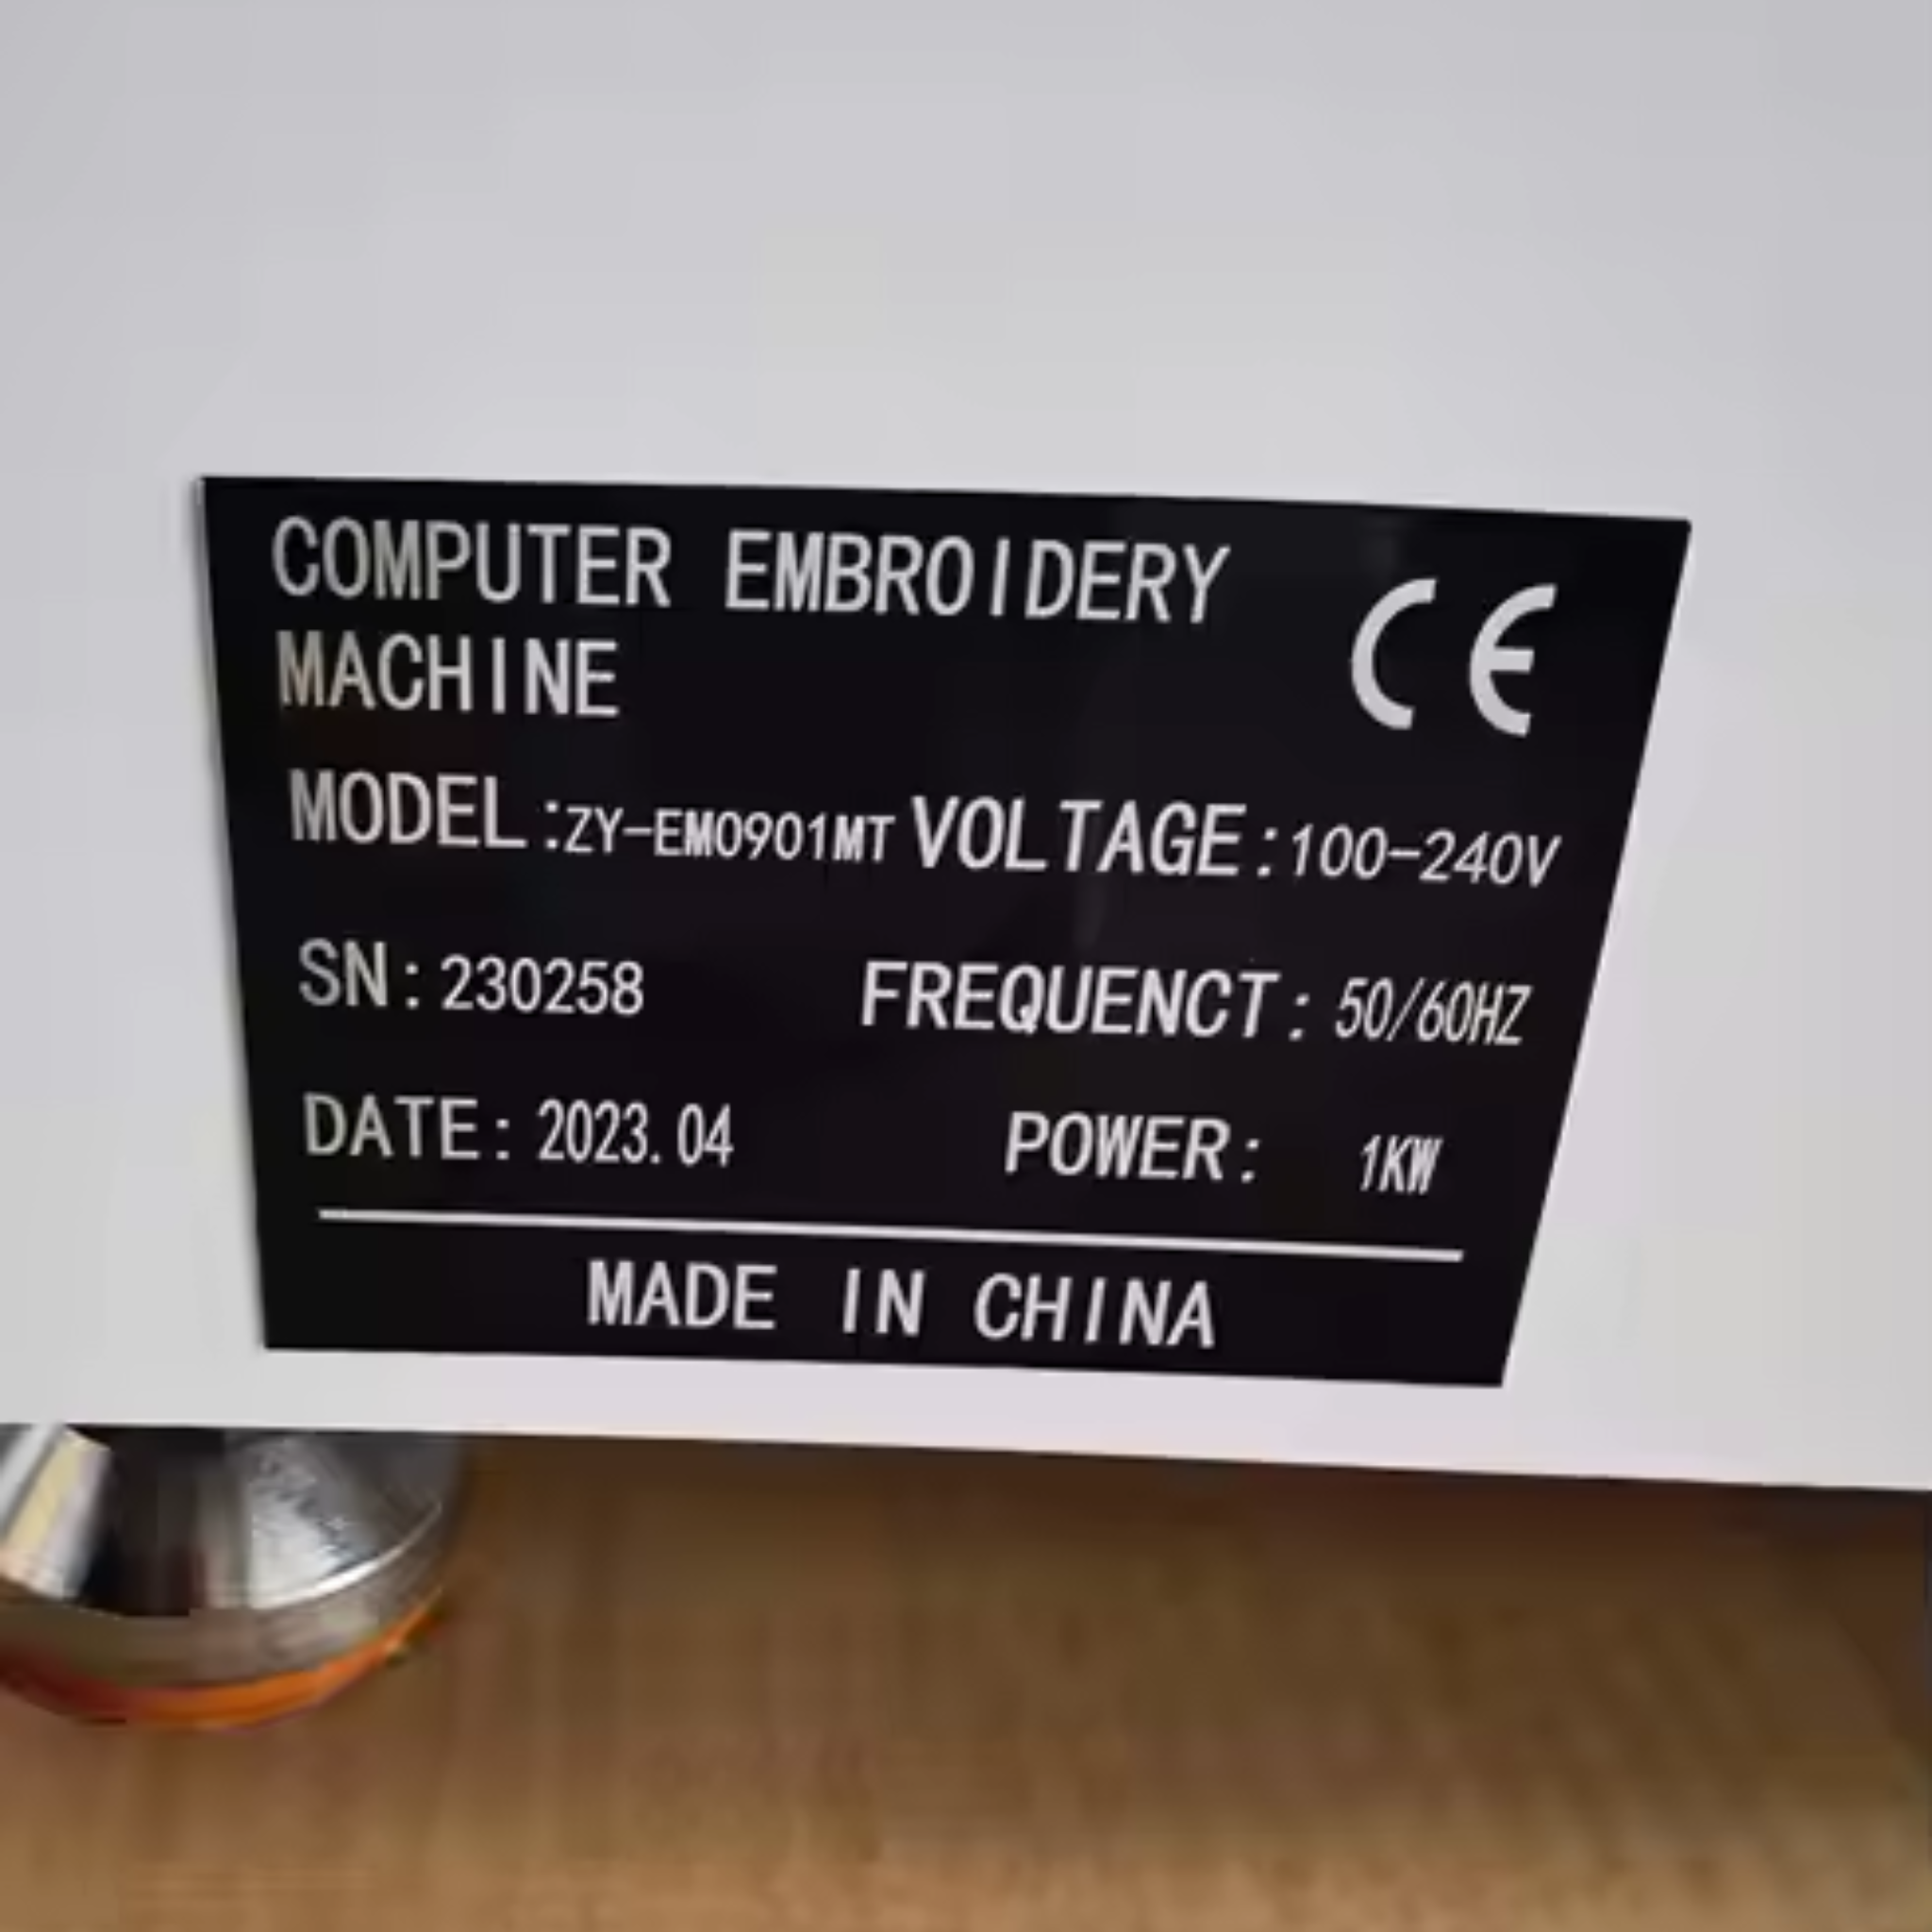 COMPUTER EMBROIDERY
MACHINE
CE
MODEL:ZY-EM0901MT VOLTAGE:100-240V
SN:230258 FREQUENCT: 50/60HZ
DATE: 2023.04 POWER: 1KW
MADE IN CHINA